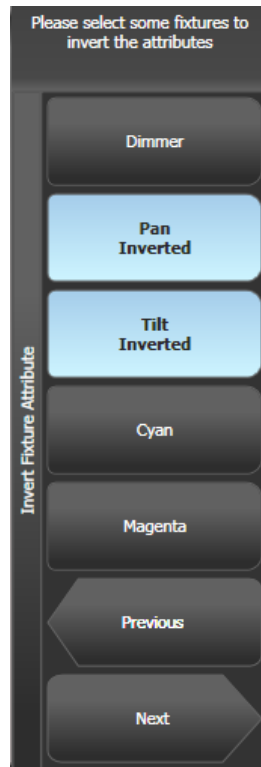 Please select some fixtures to
invert the attributes
Invert Fixture Attribute
Dimmer
Pan
Inverted
Tilt
Inverted
Cyan
Magenta
Previous
Next